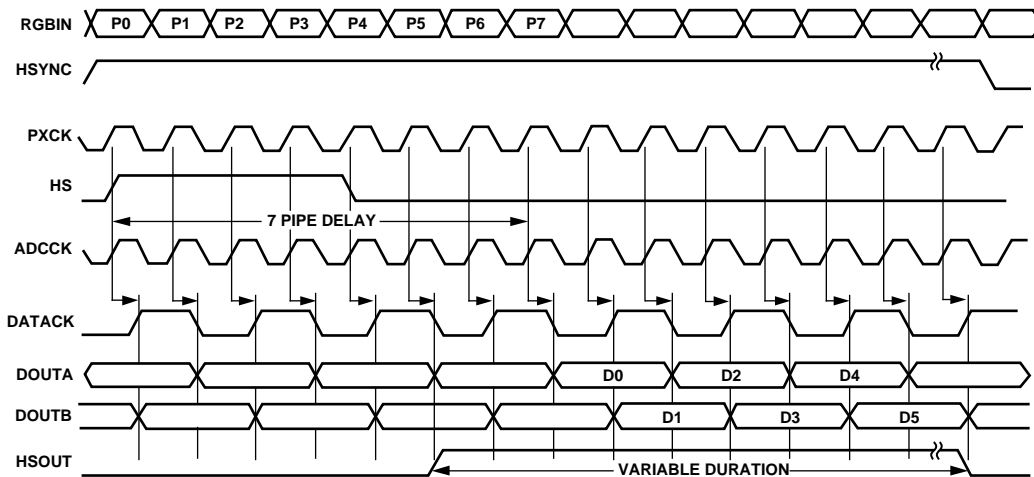 RGBIN P0 P1 P2 P3 P4 P5 P6 P7
HSYNC
PXCK
HS
7 PIPE DELAY
ADCCK
DATACK
DOUTA D0 D2 D4
DOUTB D1 D3 D5
HSOUT
VARIABLE DURATION